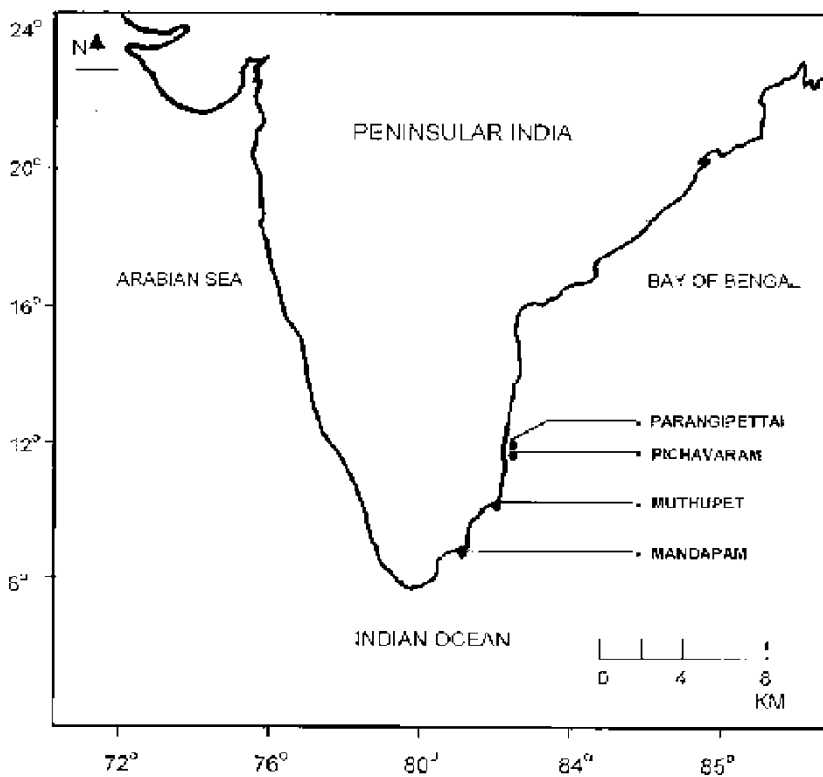 24°
N
PENINSULAR INDIA
20°
ARABIAN SEA
BAY OF BENGAL
16°
PARANGIPETTAI
12°
PICHAVARAM
MUTHUPET
MANDAPAM
6°
INDIAN OCEAN
0 4 8
KM
72° 76° 80° 84° 85°